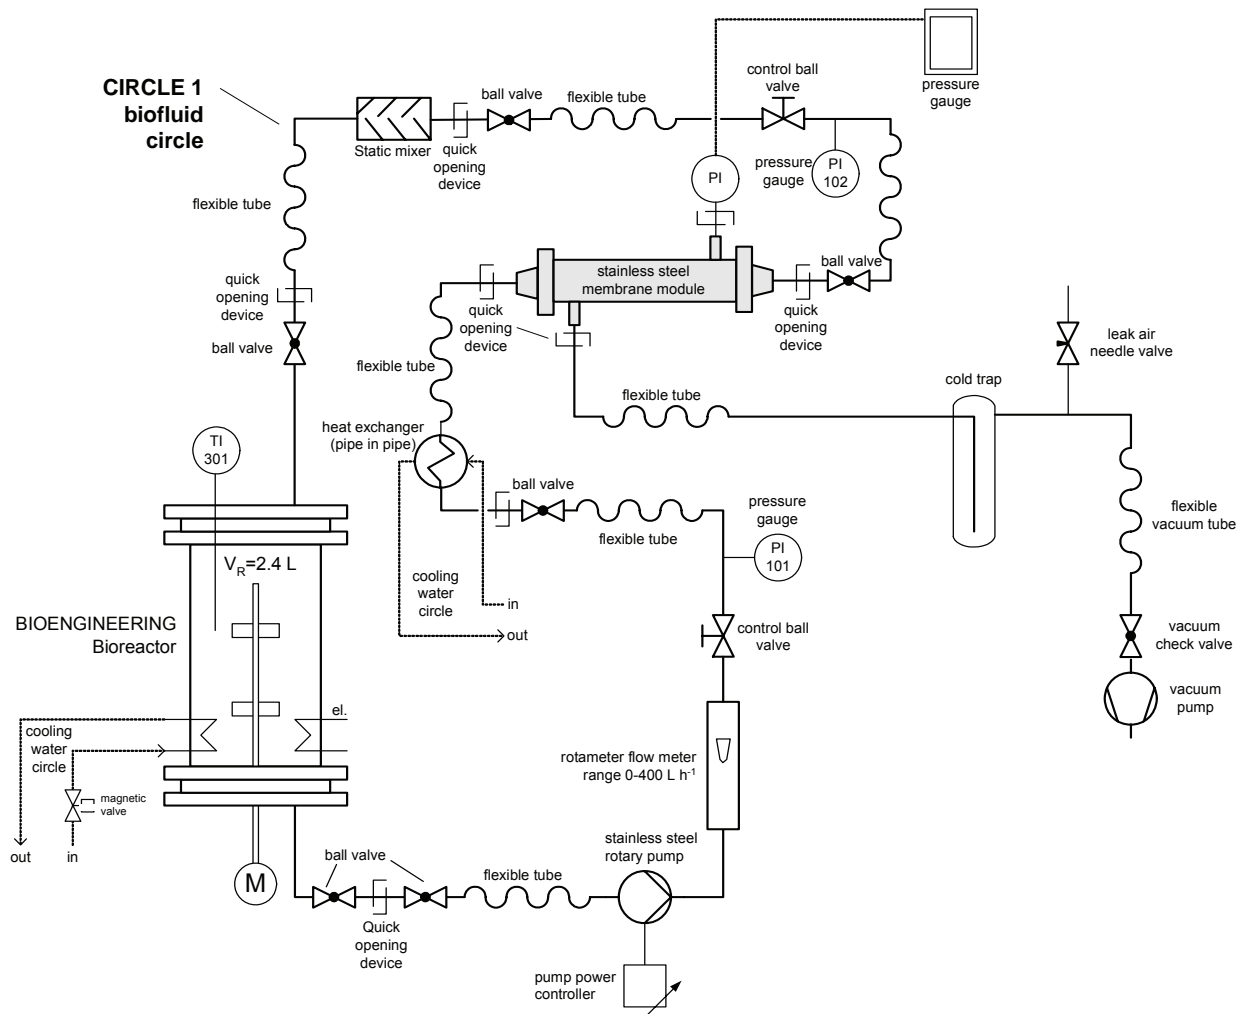 CIRCLE 1
biofluid
circle
Static mixer
quick
opening
device
ball valve
flexible tube
control ball
valve
pressure
gauge
pressure
gauge
PI
102
PI
flexible tube
quick
opening
device
ball valve
stainless steel
membrane module
ball valve
quick
opening
device
quick
opening
device
flexible tube
leak air
needle valve
cold trap
flexible tube
heat exchanger
(pipe in pipe)
TI
301
ball valve
flexible tube
pressure
gauge
PI
101
flexible
vacuum tube
V_R=2.4 L
cooling
water
circle
in
out
BIOENGINEERING
Bioreactor
control ball
valve
vacuum
check valve
vacuum
pump
el.
cooling
water
circle
magnetic
valve
out
in
rotameter flow meter
range 0-400 L h⁻¹
stainless steel
rotary pump
M
ball valve
flexible tube
Quick
opening
device
pump power
controller